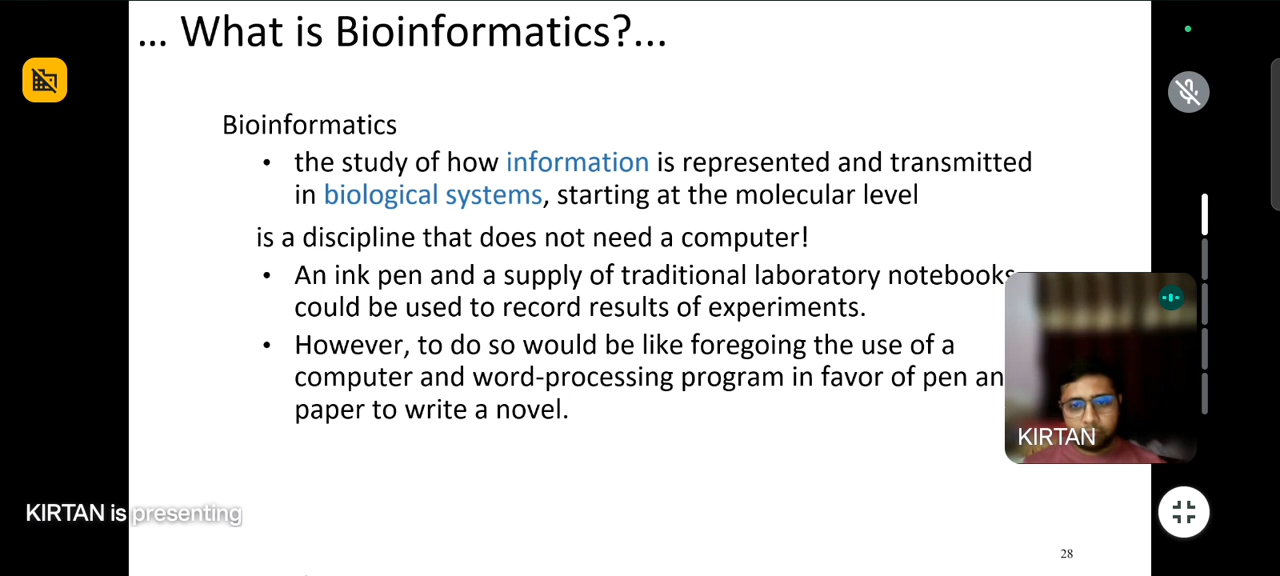 ... What is Bioinformatics?...
Bioinformatics
• the study of how information is represented and transmitted
in biological systems, starting at the molecular level
is a discipline that does not need a computer!
• An ink pen and a supply of traditional laboratory notebooks
could be used to record results of experiments.
• However, to do so would be like foregoing the use of a
computer and word-processing program in favor of pen an
paper to write a novel.
KIRTAN
KIRTAN is presenting
28